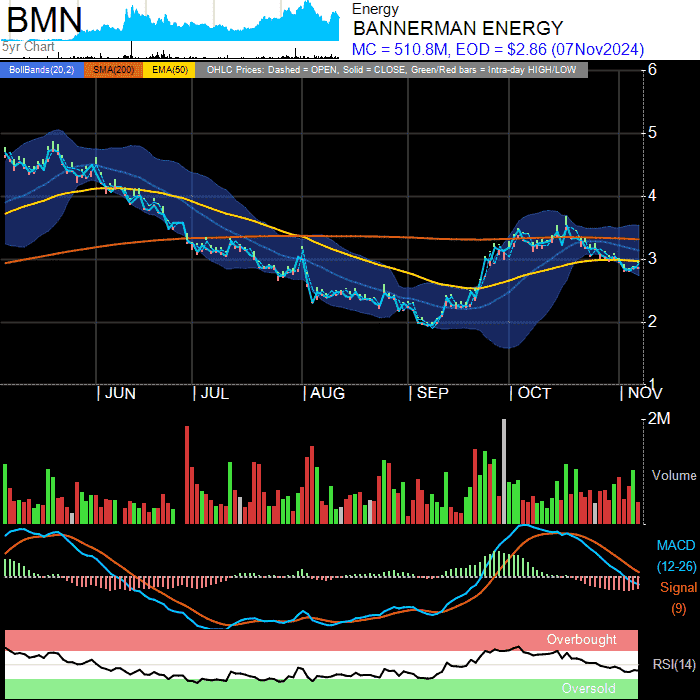 BMN
5yr Chart
Energy
BANNERMAN ENERGY
MC = 510.8M, EOD = $2.86 (07Nov2024)
BollBands(20,2) SMA(200) EMA(50) OHLC Prices: Dashed = OPEN, Solid = CLOSE, Green/Red bars = Intra-day HIGH/LOW
6
5
4
3
2
1
JUN JUL AUG SEP OCT NOV
2M
Volume
MACD
(12-26)
Signal
(9)
Overbought
RSI(14)
Oversold